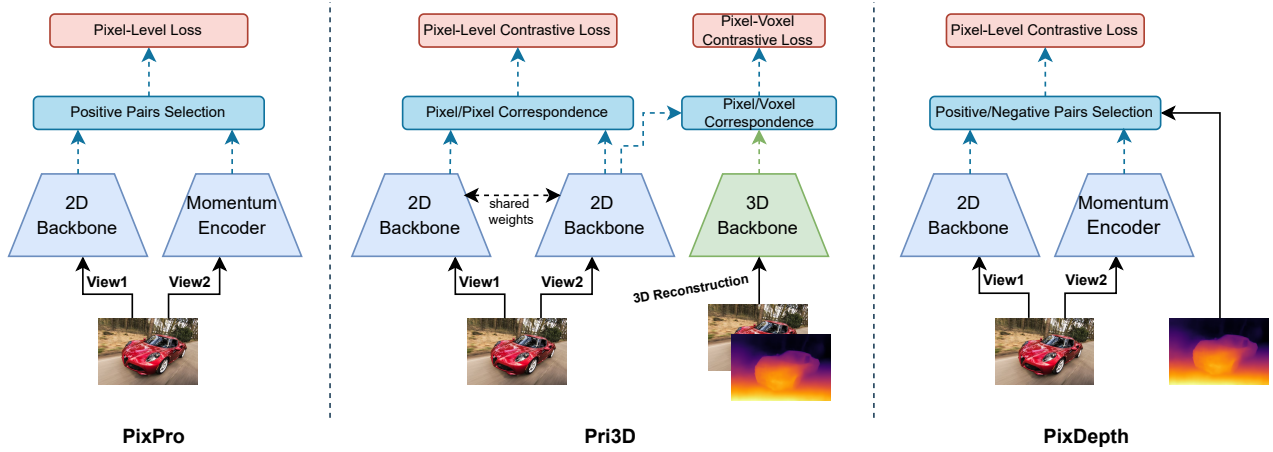 Pixel-Level Loss
Positive Pairs Selection
2D
Backbone
Momentum
Encoder
View1
View2
PixPro
Pixel-Level Contrastive Loss
Pixel-Voxel
Contrastive Loss
Pixel/Pixel Correspondence
Pixel/Voxel
Correspondence
2D
Backbone
shared
weights
2D
Backbone
3D
Backbone
View1
View2
3D Reconstruction
Pri3D
Pixel-Level Contrastive Loss
Positive/Negative Pairs Selection
2D
Backbone
Momentum
Encoder
View1
View2
PixDepth